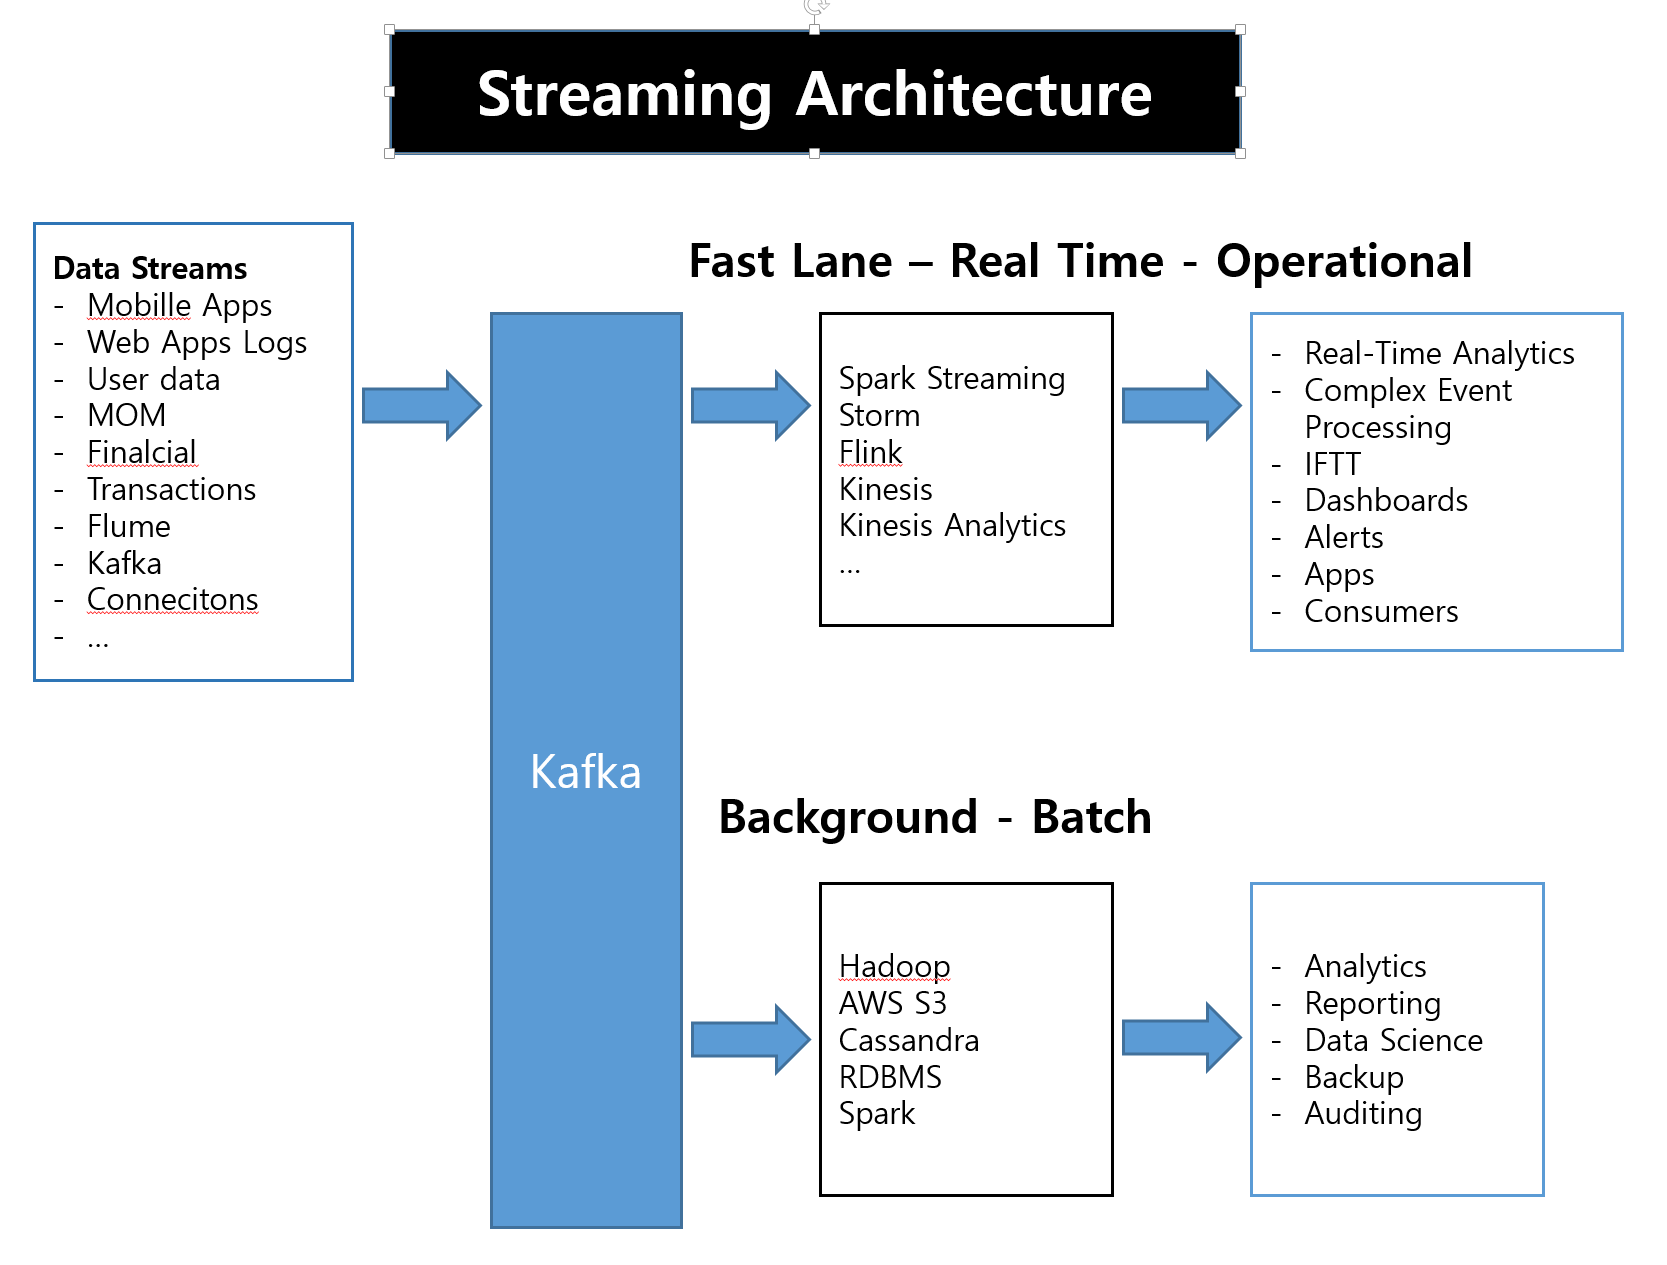 Streaming Architecture
Data Streams
- Mobille Apps
- Web Apps Logs
- User data
- MOM
- Finalcial
- Transactions
- Flume
- Kafka
- Connecitons
- ...
Kafka
Fast Lane – Real Time - Operational
Spark Streaming
Storm
Flink
Kinesis
Kinesis Analytics
...
- Real-Time Analytics
- Complex Event
Processing
- IFTT
- Dashboards
- Alerts
- Apps
- Consumers
Background - Batch
Hadoop
AWS S3
Cassandra
RDBMS
Spark
- Analytics
- Reporting
- Data Science
- Backup
- Auditing